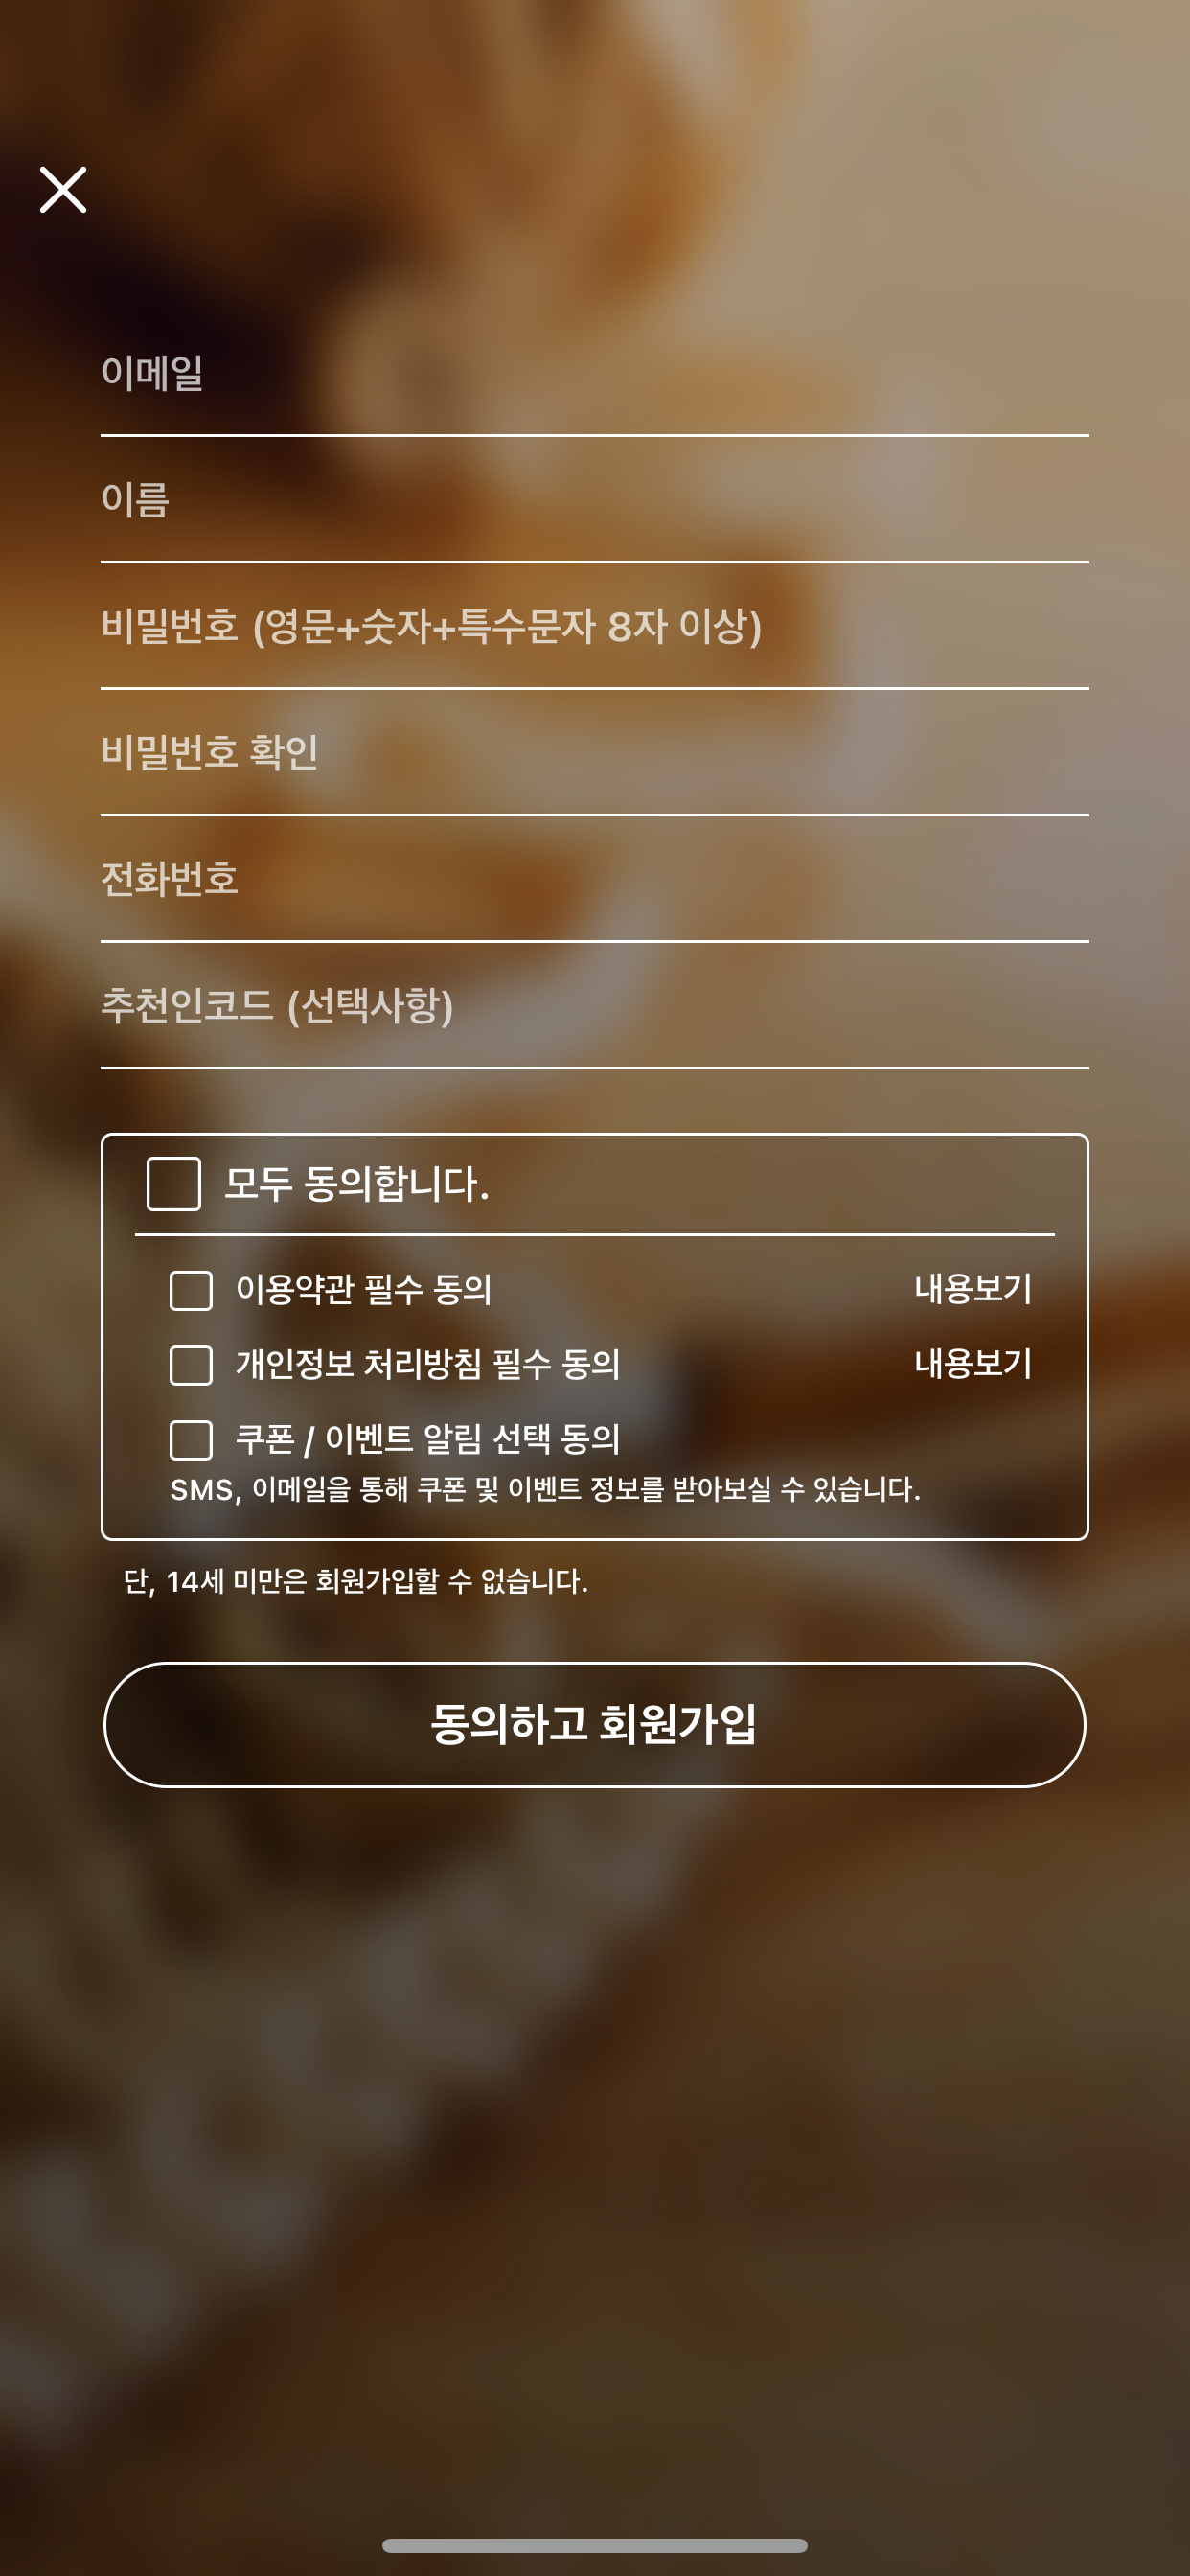 이메일
이름
비밀번호 (영문+숫자+특수문자 8자 이상)
비밀번호 확인
전화번호
추천인코드 (선택사항)
모두 동의합니다.
이용약관 필수 동의 내용보기
개인정보 처리방침 필수 동의 내용보기
쿠폰 / 이벤트 알림 선택 동의
SMS, 이메일을 통해 쿠폰 및 이벤트 정보를 받아보실 수 있습니다.
단, 14세 미만은 회원가입할 수 없습니다.
동의하고 회원가입